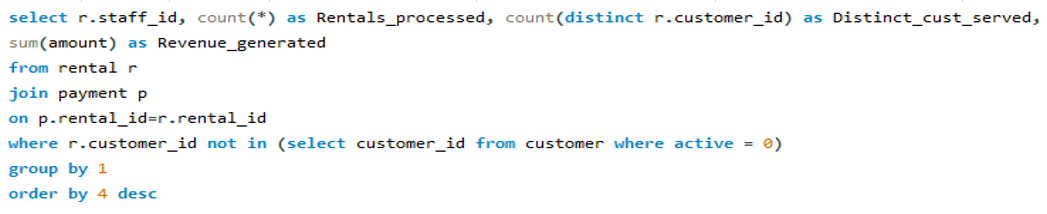 select r.staff_id, count(*) as Rentals_processed, count(distinct r.customer_id) as Distinct_cust_served,
sum(amount) as Revenue_generated
from rental r
join payment p
on p.rental_id=r.rental_id
where r.customer_id not in (select customer_id from customer where active = 0)
group by 1
order by 4 desc